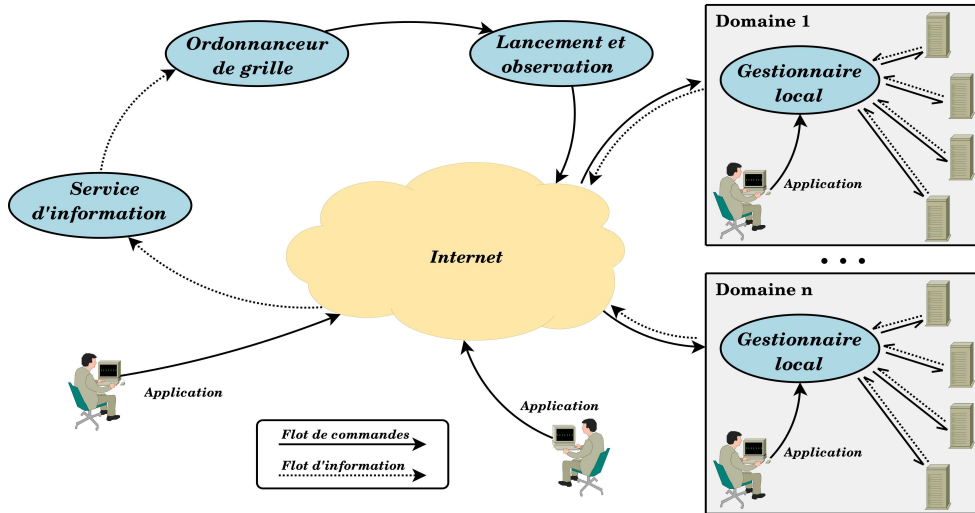 Ordonnanceur
de grille
Lancement et
observation
Service
d'information
Internet
Application
Application
Flot de commandes
Flot d'information
Domaine 1
Gestionnaire
local
Application
• • •
Domaine n
Gestionnaire
local
Application